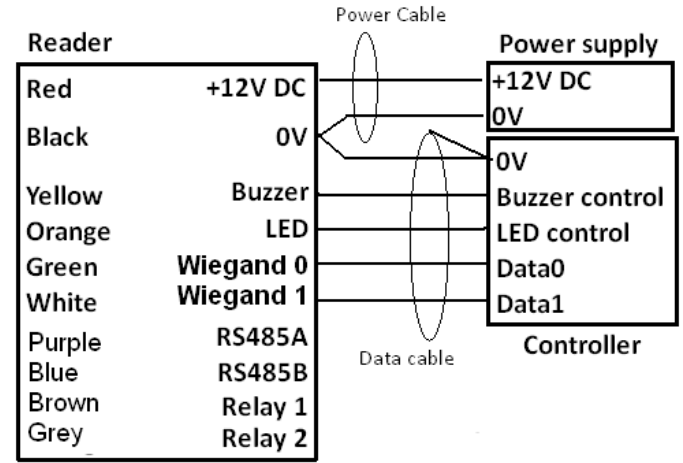 Power Cable
Reader
Power supply
Red +12V DC
+12V DC
0V
Black 0V
0V
Yellow Buzzer
Buzzer control
Orange LED
LED control
Green Wiegand 0
Data0
White Wiegand 1
Data1
Purple RS485A
Controller
Data cable
Blue RS485B
Brown Relay 1
Grey Relay 2